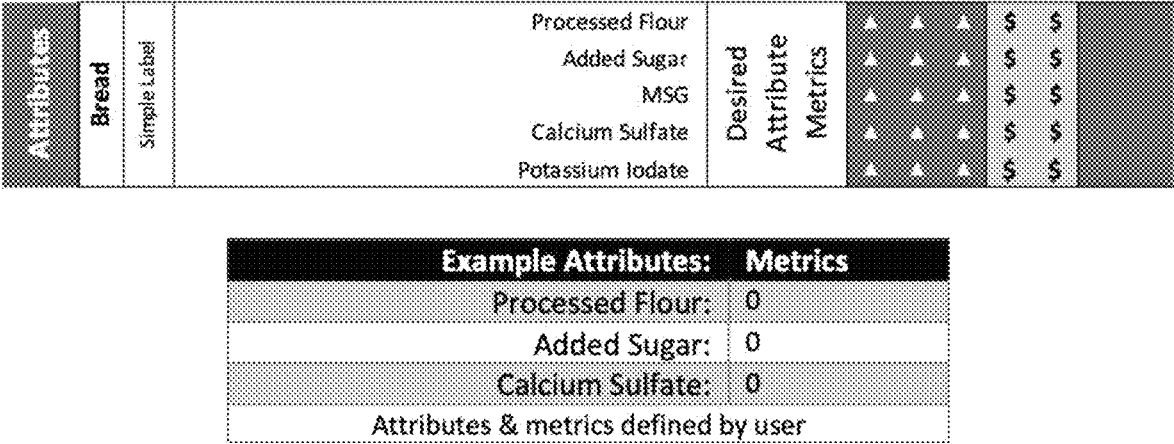 Attributes
Bread
Simple Label
Processed Flour
Added Sugar
MSG
Calcium Sulfate
Potassium Iodate
Desired
Attribute
Metrics
$ $
$ $
$ $
$ $
$ $
Example Attributes: Metrics
Processed Flour: 0
Added Sugar: 0
Calcium Sulfate: 0
Attributes & metrics defined by user